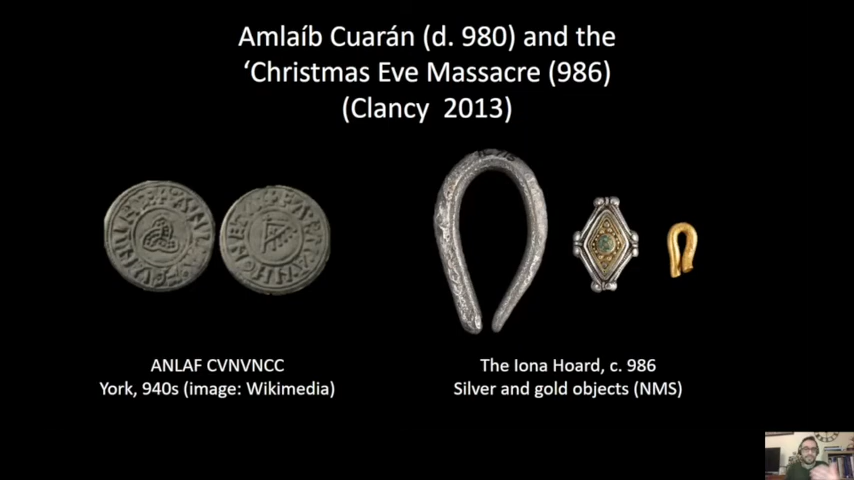 Amlaíb Cuarán (d. 980) and the
‘Christmas Eve Massacre (986)
(Clancy 2013)
ANLAF CVNVNCC
York, 940s (image: Wikimedia)
The Iona Hoard, c. 986
Silver and gold objects (NMS)